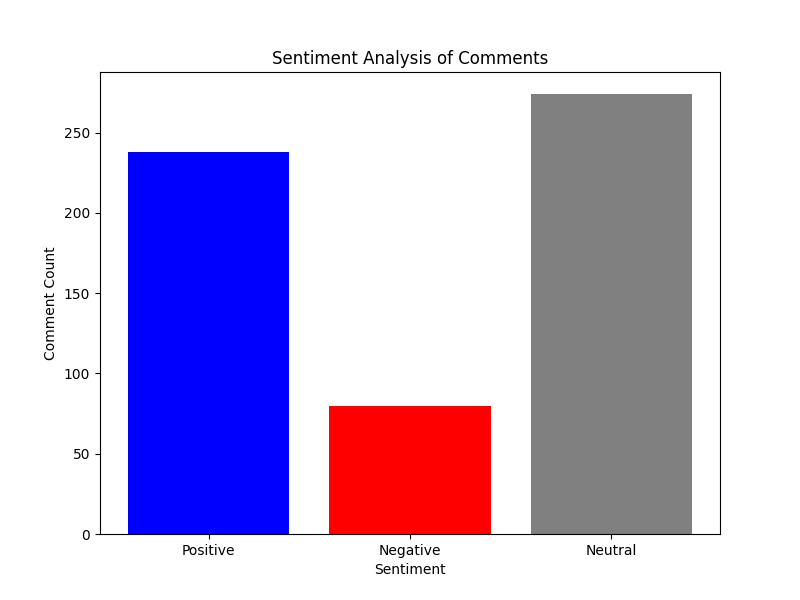 Sentiment Analysis of Comments
Comment Count
250
200
150
100
50
0
Positive Negative Neutral
Sentiment